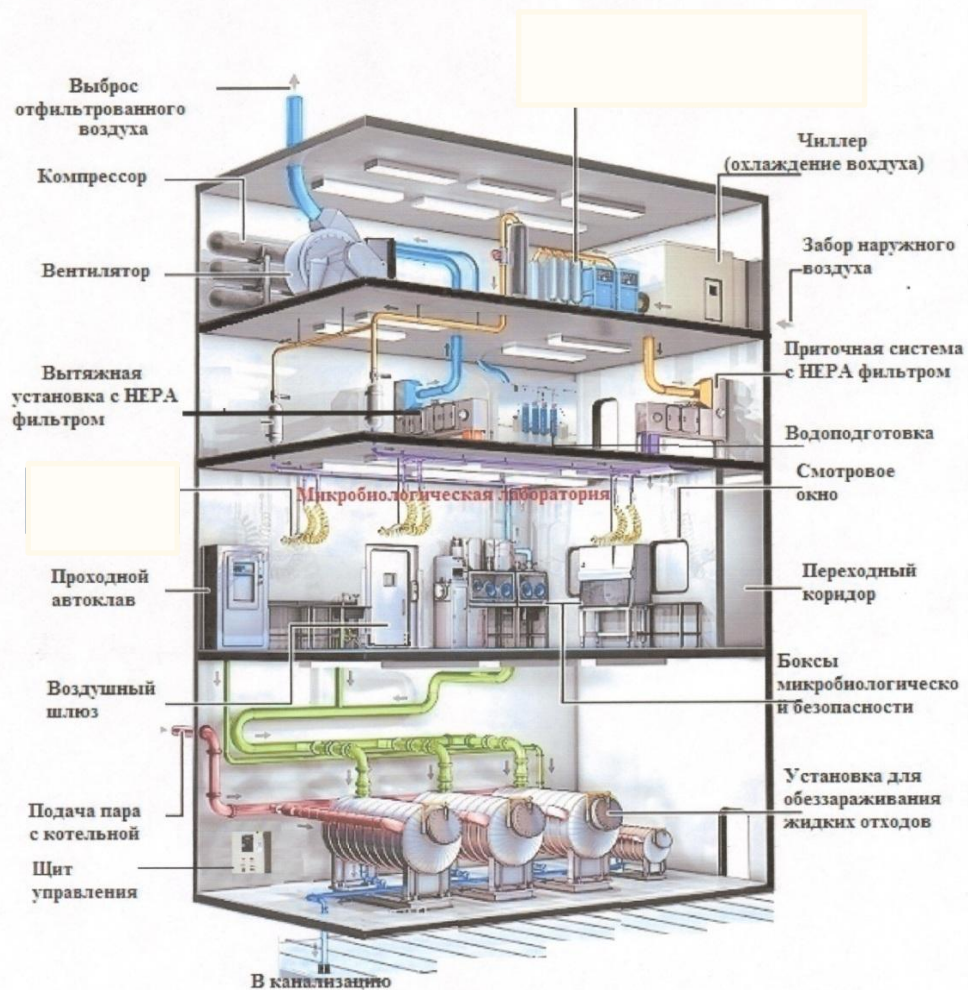 Выброс
отфильтрованного
воздуха
Компрессор
Вентилятор
Вытяжная
установка с HEPA
фильтром
Проходной
автоклав
Воздушный
шлюз
Подача пара
с котельной
Щит
управления
В канализацию
Микробиологическая лаборатория
Чиллер
(охлаждение вохдуха)
Забор наружного
воздуха
Приточная система
с HEPA фильтром
Водоподготовка
Смотровое
окно
Переходный
коридор
Боксы
микробиологическо
й безопасности
Установка для
обеззараживания
жидких отходов